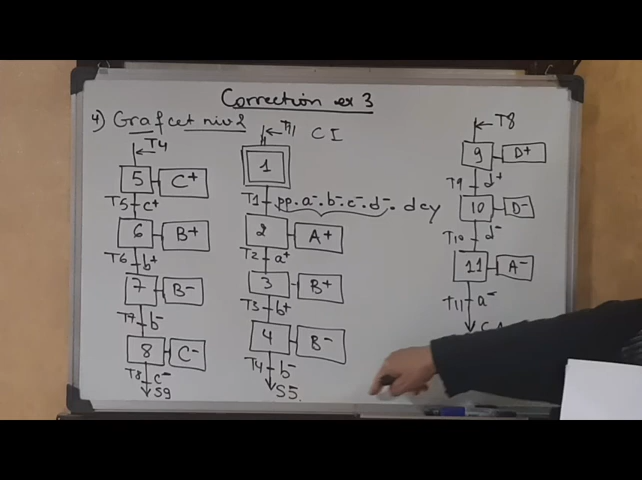 Correction ex 3
4) Grafcet niv 2
T4
5 C+
T5 c+
6 B+
T6 b+
7 B-
T7 b-
8 C-
T8 c-
S9
T11 CI
1
T1 pp.a-.b-.c-.d-.dcy
2 A+
T2 a+
3 B+
T3 b+
4 B-
T4 b-
S5
T8
9 D+
T9 d+
10 D-
T10 d-
11 A-
T11 a-